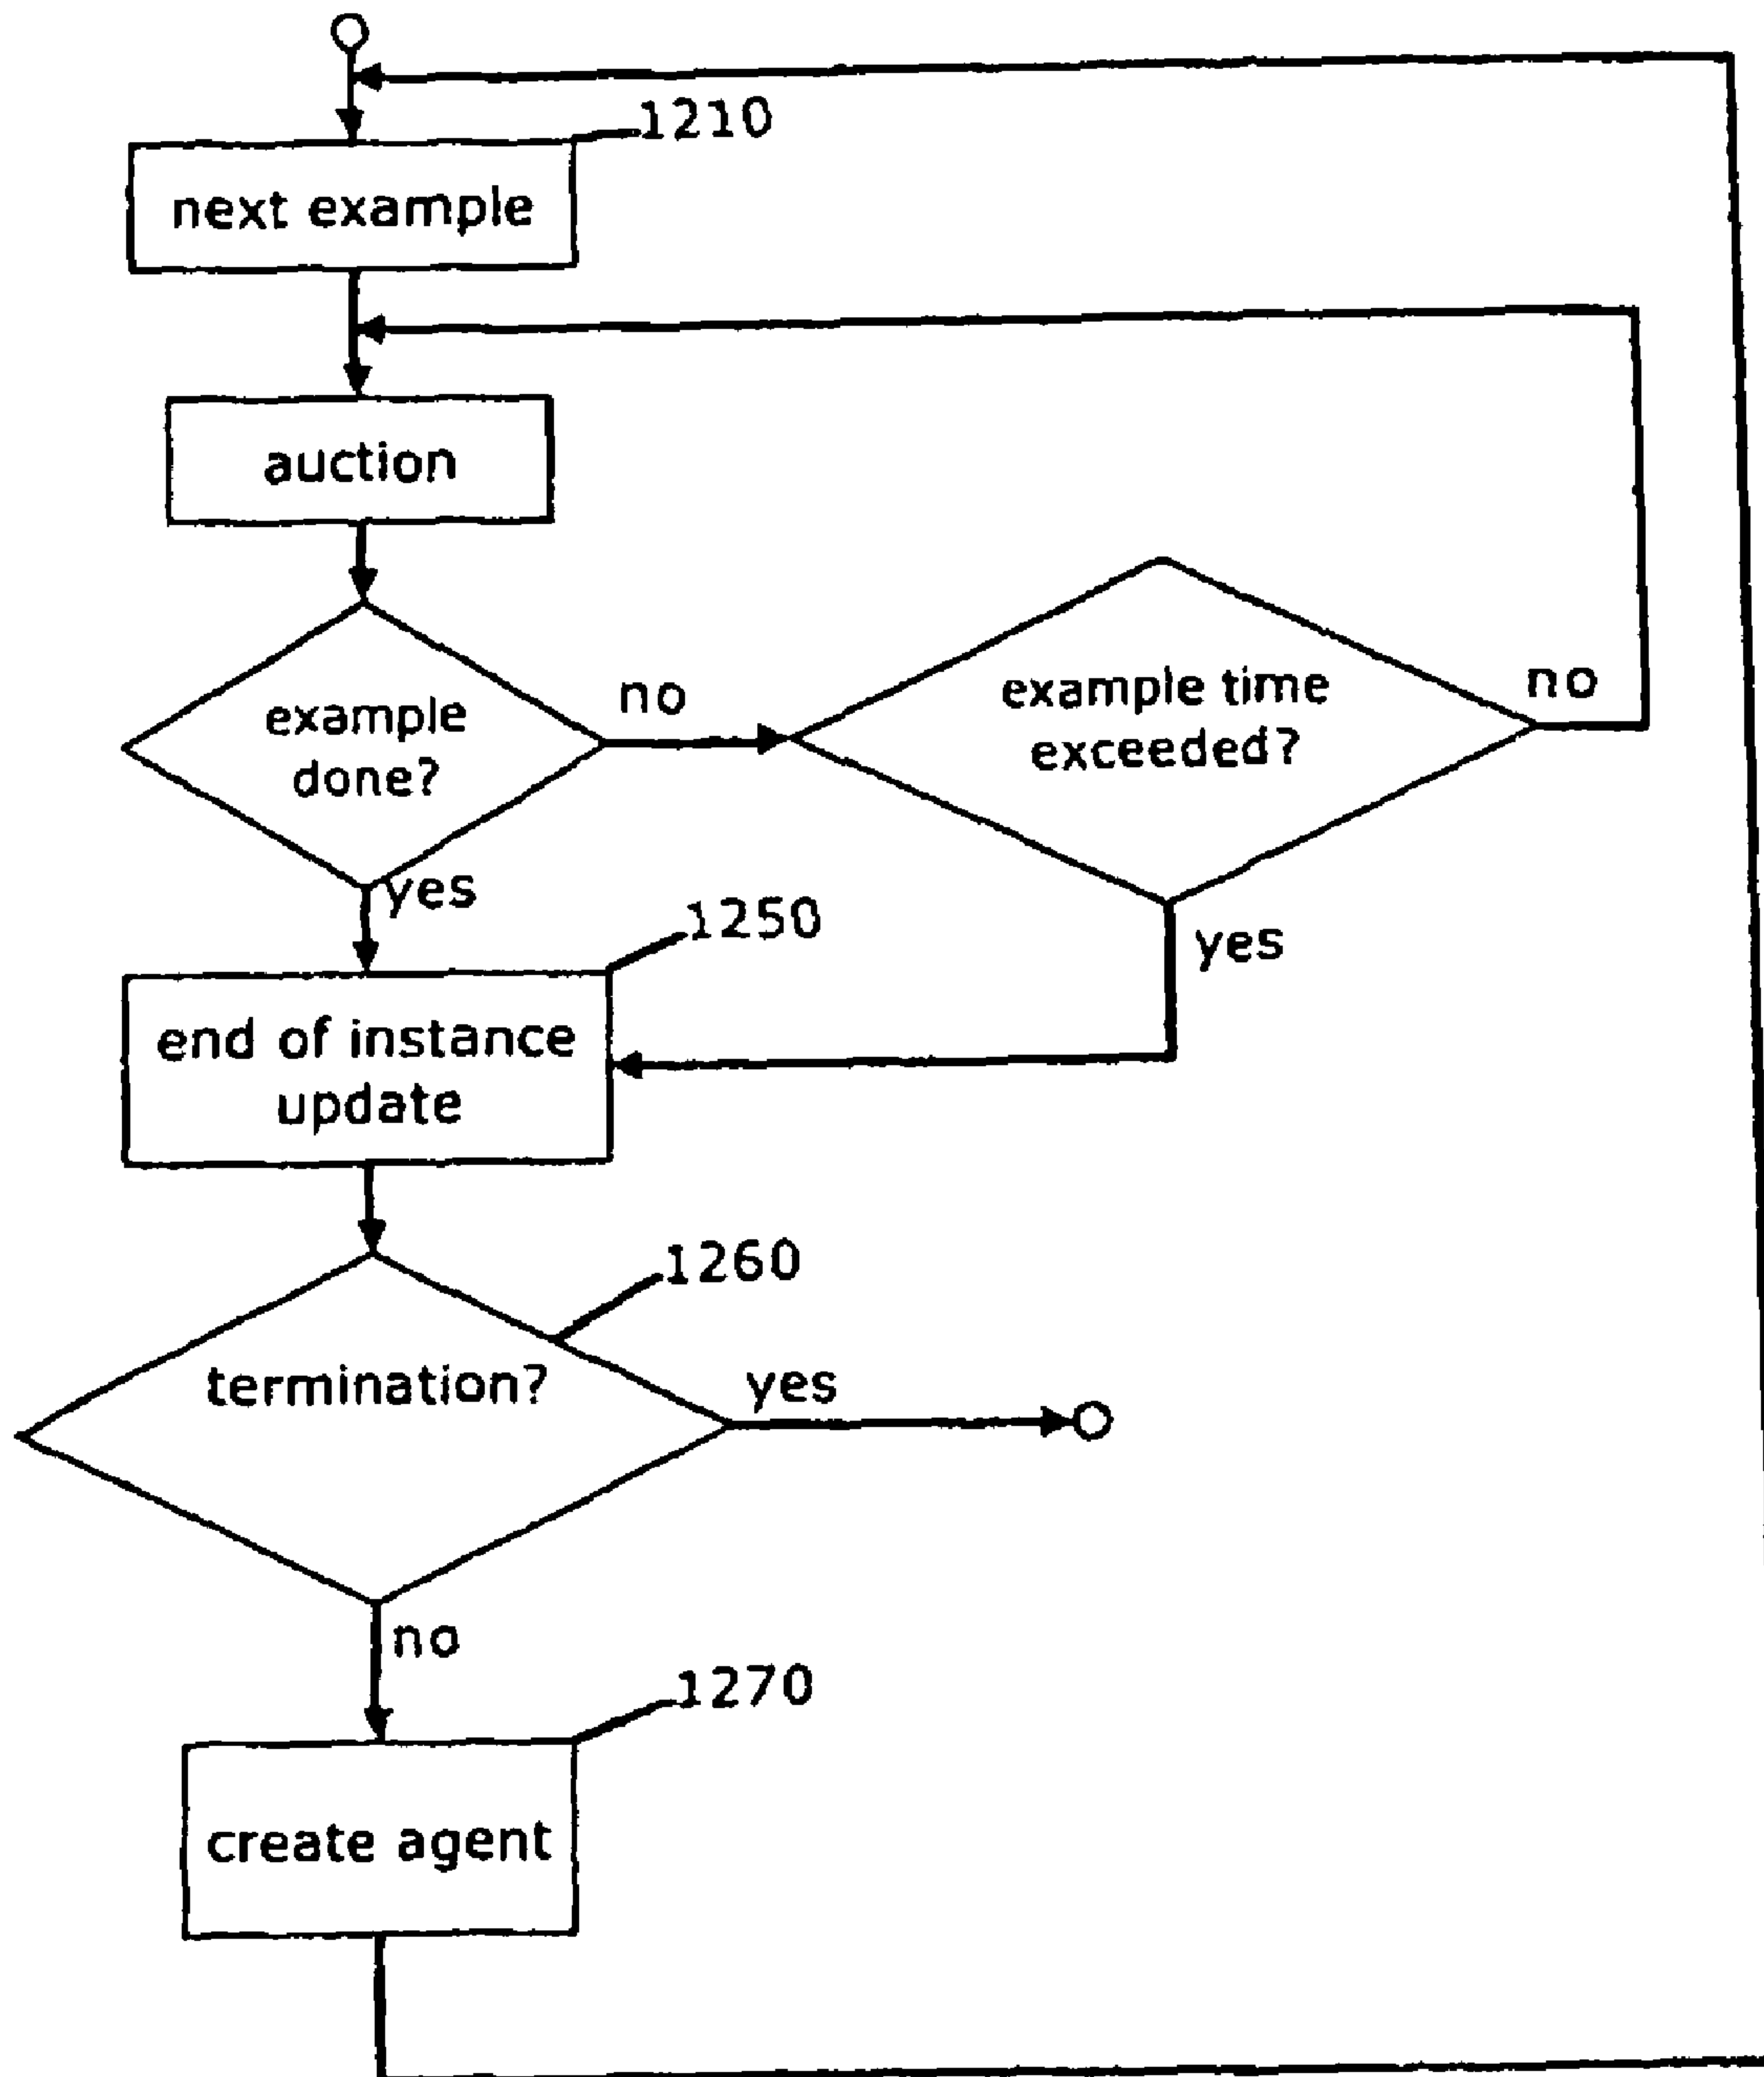 1210
next example
auction
example
done?
no
example time
exceeded?
no
yes
yes
1250
end of instance
update
1260
termination?
yes
no
1270
create agent